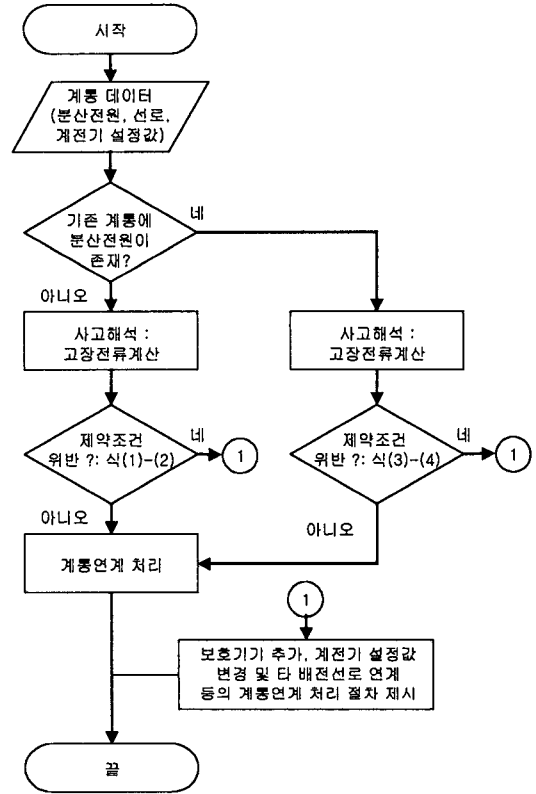 시작
계통 데이터
(분산전원, 선로,
계전기 설정값)
기존 계통에
분산전원이
존재?
네
아니오
사고해석 :
고장전류계산
사고해석 :
고장전류계산
제약조건
위반 ?: 식(1)-(2)
네
1
제약조건
위반 ?: 식(3)-(4)
네
1
아니오
아니오
계통연계 처리
1
보호기기 추가, 계전기 설정값
변경 및 타 배전선로 연계
등의 계통연계 처리 절차 제시
끝